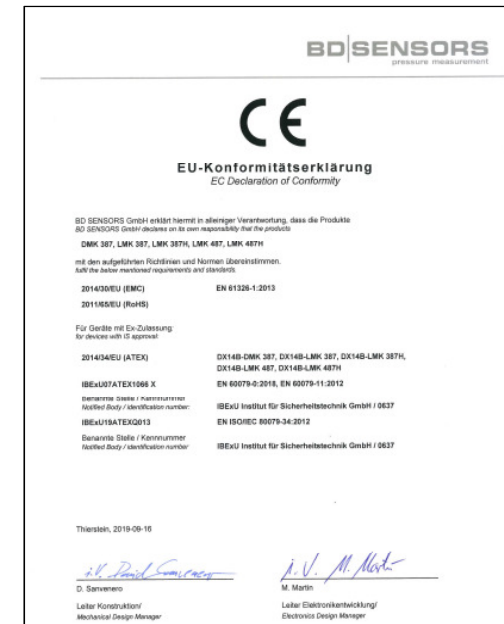 BD|SENSORS
pressure measurement
CE
EU-Konformitätserklärung
EC Declaration of Conformity
BD SENSORS GmbH erklärt hiermit in alleiniger Verantwortung, dass die Produkte
BD SENSORS GmbH declares on its own responsibility that the products
DMK 387, LMK 387, LMK 387H, LMK 487, LMK 487H
mit den aufgeführten Richtlinien und Normen übereinstimmen.
fulfil the below mentioned requirements and standards.
2014/30/EU (EMC) EN 61326-1:2013
2011/65/EU (RoHS)
Für Geräte mit Ex-Zulassung:
for devices with IS approval:
2014/34/EU (ATEX) DX14B-DMK 387, DX14B-LMK 387, DX14B-LMK 387H,
DX14B-LMK 487, DX14B-LMK 487H
IBExU07ATEX1066 X EN 60079-0:2018, EN 60079-11:2012
Benannte Stelle / Kennnummer
Notified Body / identification number: IBExU Institut für Sicherheitstechnik GmbH / 0637
IBExU19ATEXQ013 EN ISO/IEC 80079-34:2012
Benannte Stelle / Kennnummer
Notified Body / identification number IBExU Institut für Sicherheitstechnik GmbH / 0637
Thierstein, 2019-09-16
i.V. David Sanvenero i.V. M. Martin
D. Sanvenero M. Martin
Leiter Konstruktion/ Leiter Elektronikentwicklung/
Mechanical Design Manager Electronics Design Manager